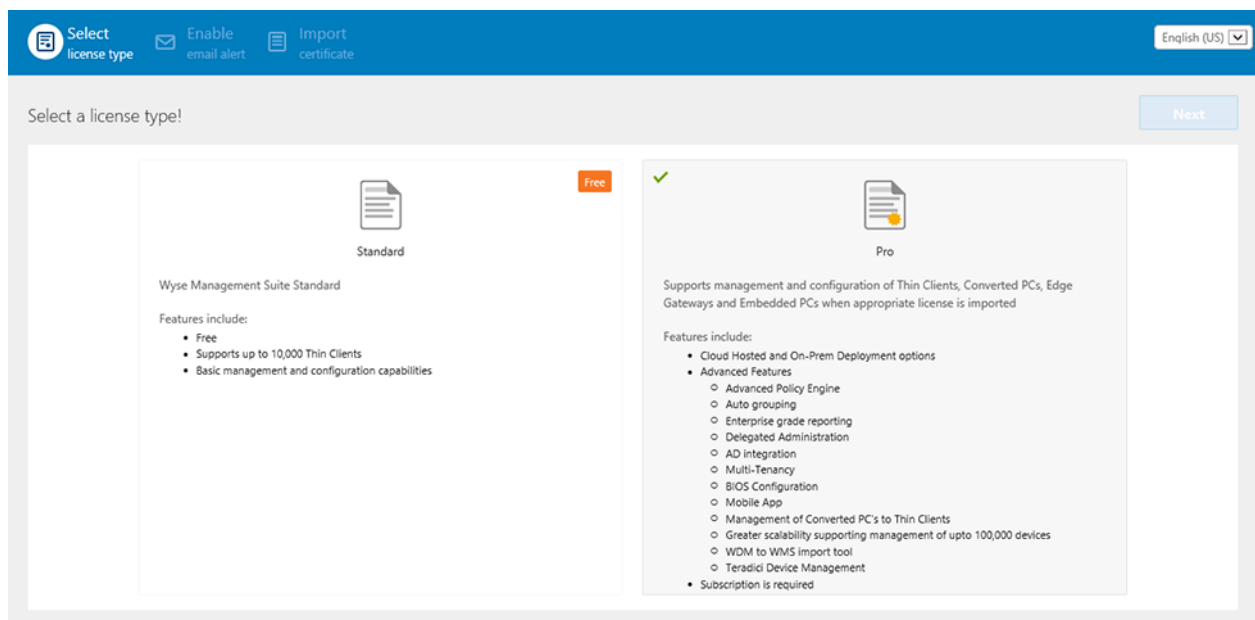 Select
license type
Enable
email alert
Import
certificate
English (US)
Select a license type!
Next
Free
Standard
Wyse Management Suite Standard
Features include:
• Free
• Supports up to 10,000 Thin Clients
• Basic management and configuration capabilities
Pro
Supports management and configuration of Thin Clients, Converted PCs, Edge
Gateways and Embedded PCs when appropriate license is imported
Features include:
• Cloud Hosted and On-Prem Deployment options
• Advanced Features
○ Advanced Policy Engine
○ Auto grouping
○ Enterprise grade reporting
○ Delegated Administration
○ AD integration
○ Multi-Tenancy
○ BIOS Configuration
○ Mobile App
○ Management of Converted PC's to Thin Clients
○ Greater scalability supporting management of upto 100,000 devices
○ WDM to WMS import tool
○ Teradici Device Management
• Subscription is required